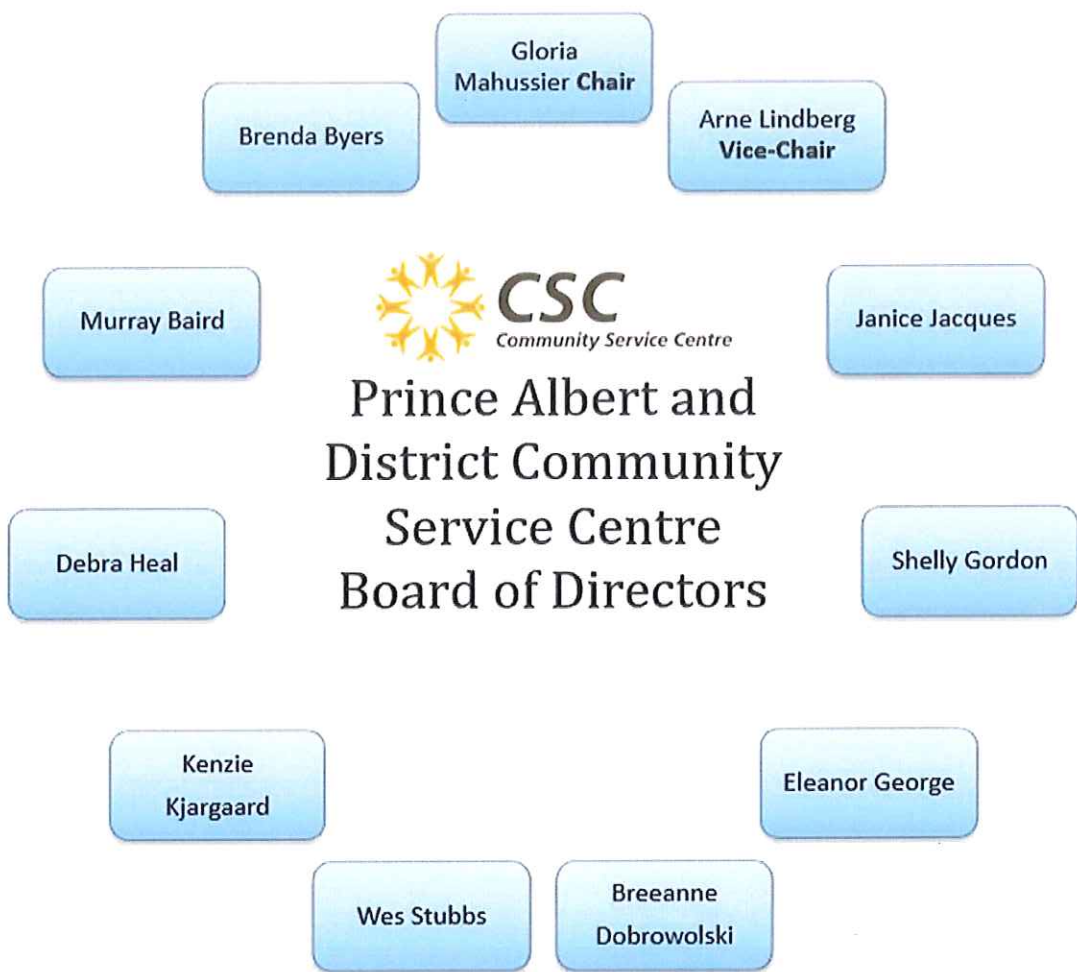 Gloria
Mahussier Chair
Brenda Byers
Arne Lindberg
Vice-Chair
Murray Baird
CSC
Community Service Centre
Janice Jacques
Prince Albert and
District Community
Service Centre
Board of Directors
Debra Heal
Shelly Gordon
Kenzie
Kjargaard
Eleanor George
Wes Stubbs
Breeanne
Dobrowolski